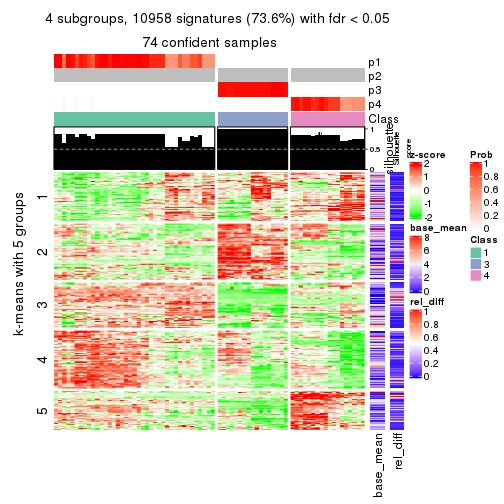 4 subgroups, 10958 signatures (73.6%) with fdr < 0.05
74 confident samples
p1
p2
p3
p4
Class
1
0.5
0
silhouette
Silhouette
score
k-means with 5 groups
1
2
3
4
5
base_mean
rel_diff
z-score
2
1
0
-1
-2
base_mean
8
6
4
2
0
rel_diff
1
0.8
0.6
0.4
0.2
0
Prob
1
0.8
0.6
0.4
0.2
0
Class
1
3
4